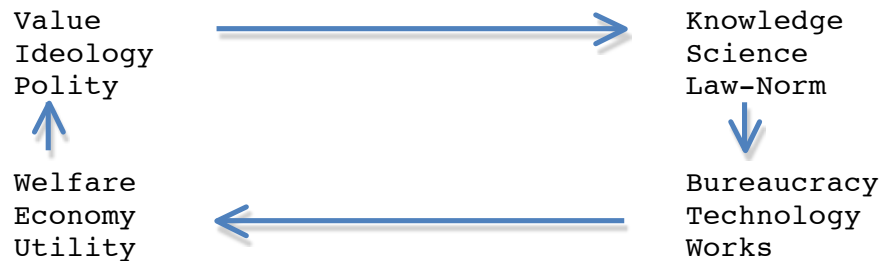 Value
Ideology
Polity
Knowledge
Science
Law-Norm
Welfare
Economy
Utility
Bureaucracy
Technology
Works